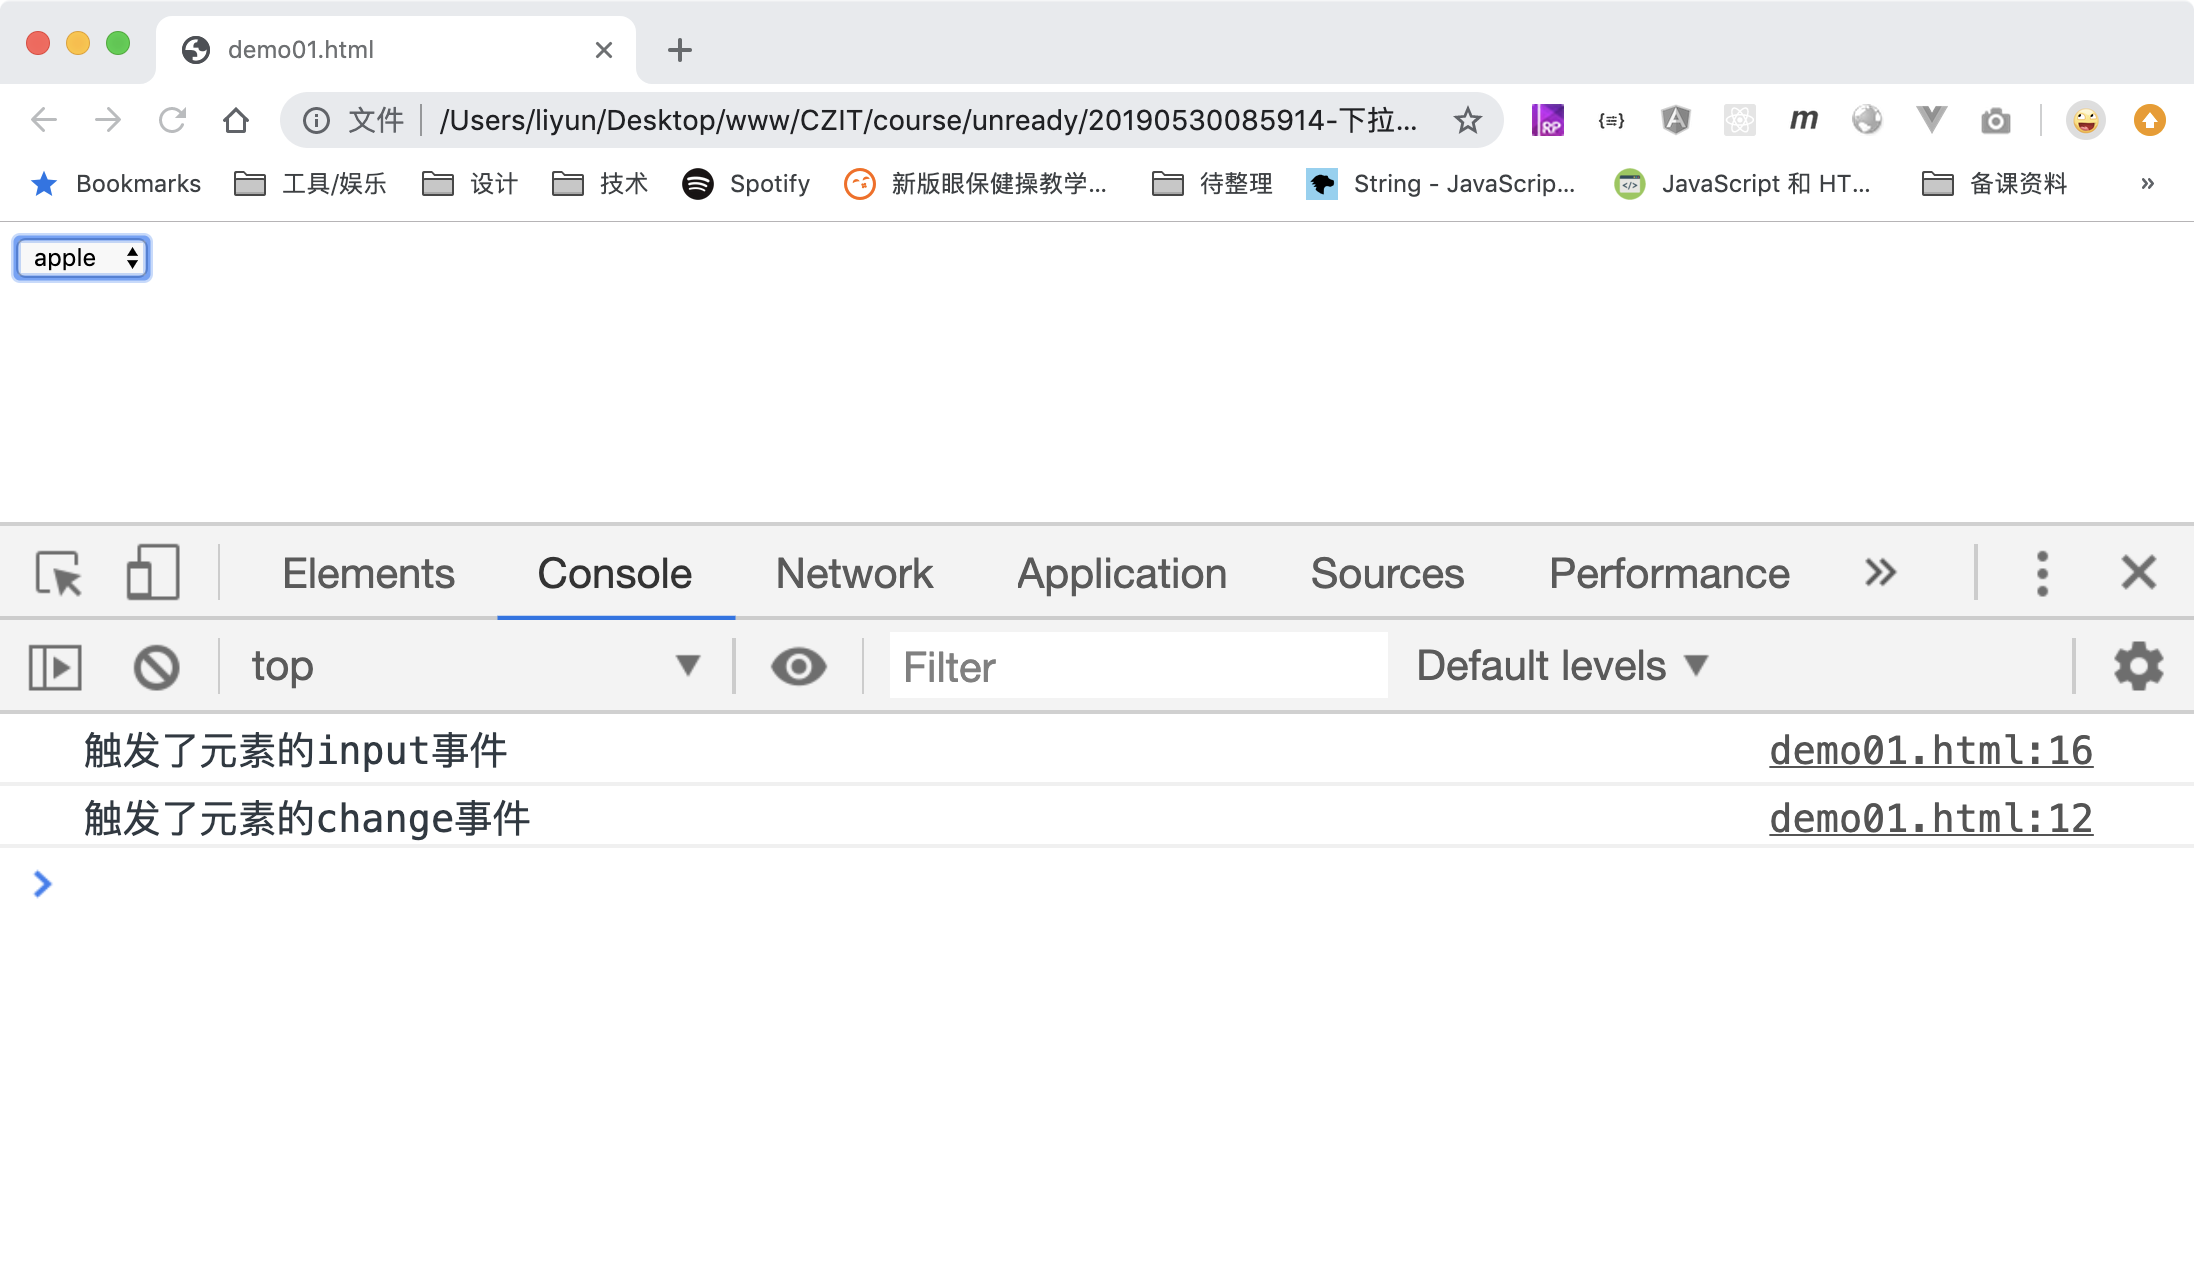 demo01.html
文件 /Users/liyun/Desktop/www/CZIT/course/unready/20190530085914-下拉... RP {≡} A m
Bookmarks 工具/娱乐 设计 技术 Spotify 新版眼保健操教学... 待整理 String - JavaScrip... JavaScript 和 HT... 备课资料 »
apple
Elements Console Network Application Sources Performance »
top Filter Default levels
触发了元素的input事件 demo01.html:16
触发了元素的change事件 demo01.html:12